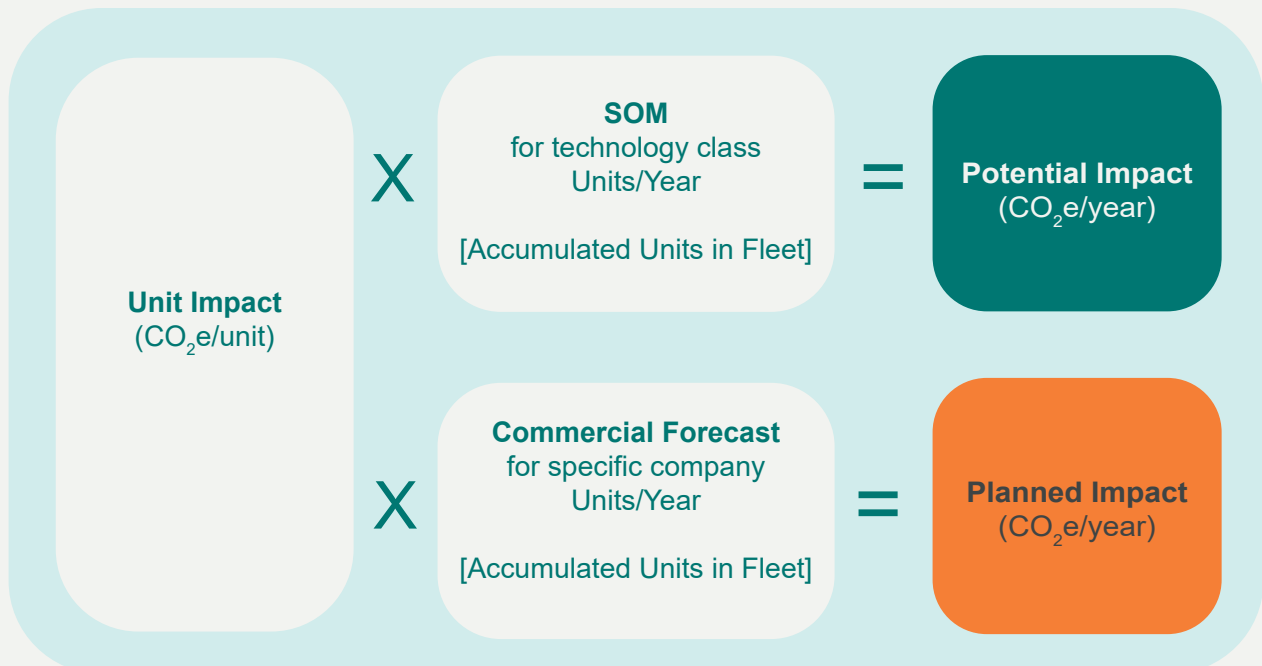 Unit Impact
(CO₂e/unit)
X
SOM
for technology class
Units/Year
[Accumulated Units in Fleet]
=
Potential Impact
(CO₂e/year)
X
Commercial Forecast
for specific company
Units/Year
[Accumulated Units in Fleet]
=
Planned Impact
(CO₂e/year)